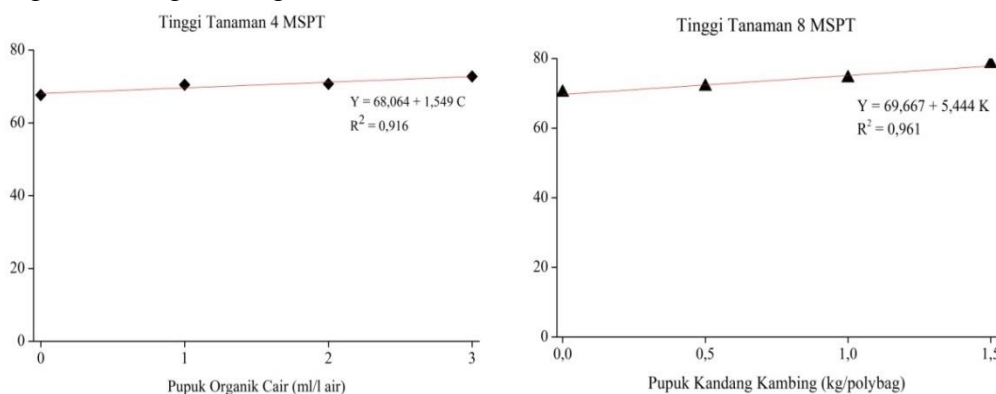 Tinggi Tanaman 4 MSPT
80
60
40
20
0
Y = 68,064 + 1,549 C
R² = 0,916
0 1 2 3
Pupuk Organik Cair (ml/l air)
Tinggi Tanaman 8 MSPT
80
60
40
20
0
Y = 69,667 + 5,444 K
R² = 0,961
0,0 0,5 1,0 1,5
Pupuk Kandang Kambing (kg/polybag)